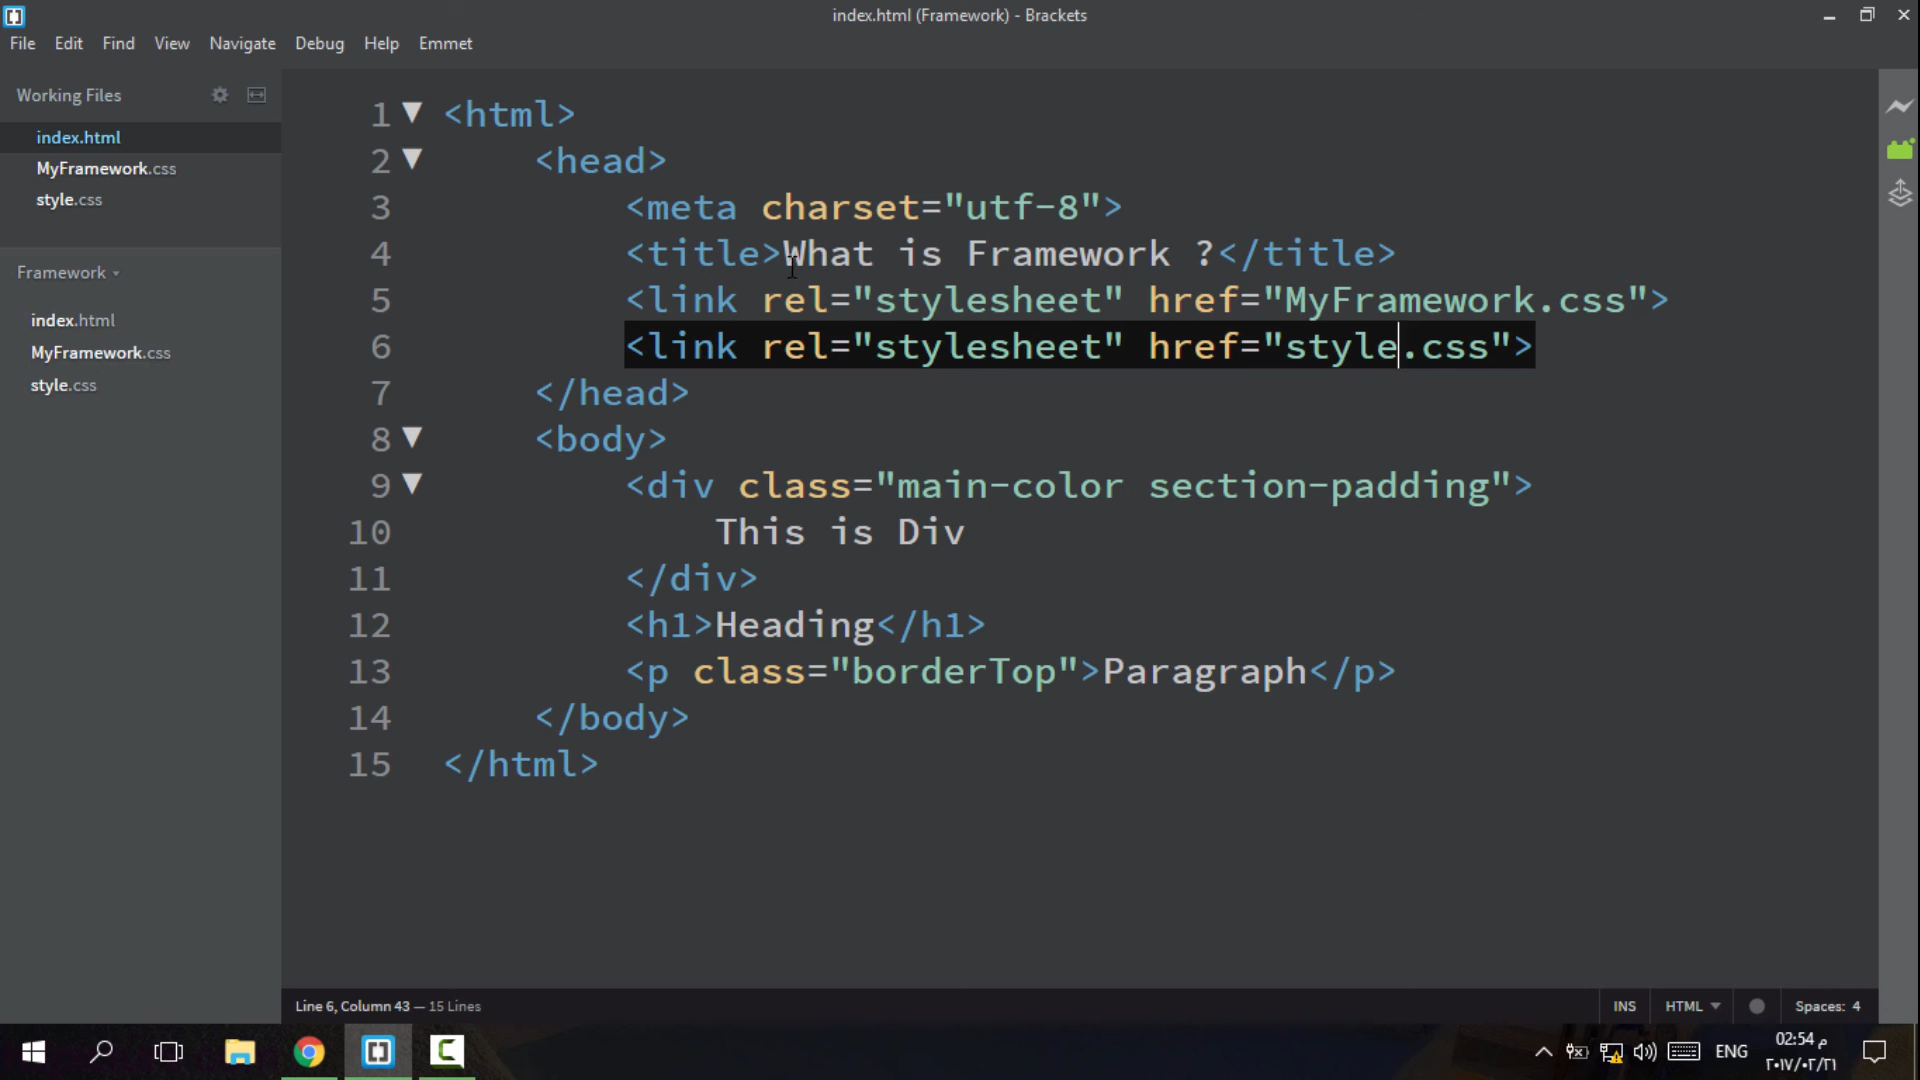 index.html (Framework) - Brackets
File Edit Find View Navigate Debug Help Emmet
Working Files
index.html
MyFramework.css
style.css
Framework
index.html
MyFramework.css
style.css
1 <html>
2 <head>
3 <meta charset="utf-8">
4 <title>What is Framework ?</title>
5 <link rel="stylesheet" href="MyFramework.css">
6 <link rel="stylesheet" href="style.css">
7 </head>
8 <body>
9 <div class="main-color section-padding">
10 This is Div
11 </div>
12 <h1>Heading</h1>
13 <p class="borderTop">Paragraph</p>
14 </body>
15 </html>
Line 6, Column 43 — 15 Lines
INS HTML Spaces: 4
ENG
02:54 م
٢٠١٧/٠٢/٢١